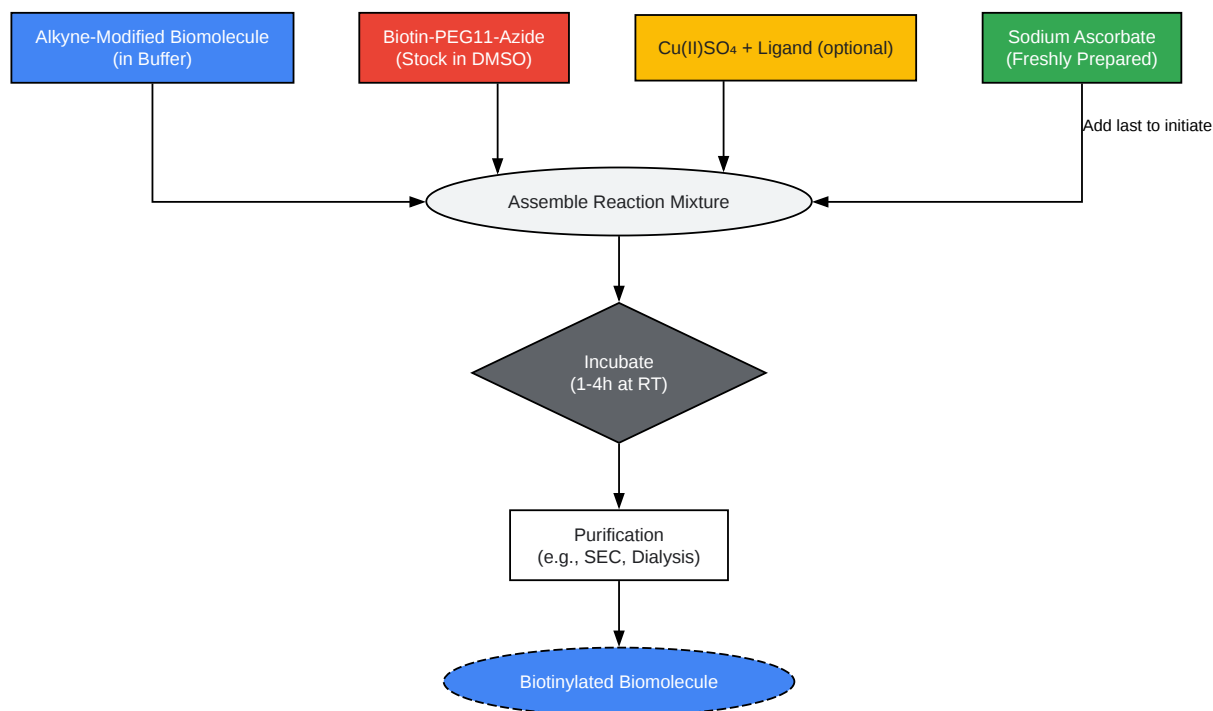 Alkyne-Modified Biomolecule
(in Buffer)
Biotin-PEG11-Azide
(Stock in DMSO)
Cu(II)SO₄ + Ligand (optional)
Sodium Ascorbate
(Freshly Prepared)
Add last to initiate
Assemble Reaction Mixture
Incubate
(1-4h at RT)
Purification
(e.g., SEC, Dialysis)
Biotinylated Biomolecule